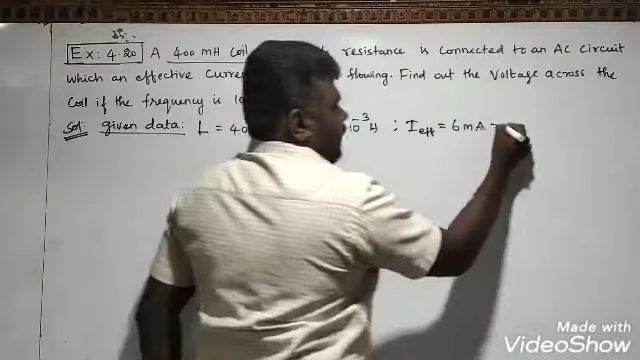 Ex: 4.20 A 400 mH Coil resistance is connected to an AC circuit
which an effective Curre flowing. Find out the Voltage across the
Coil if the frequency is 10
Sol: given data: L = 40 10⁻³ H ; Ieff = 6 mA =
Made with
VideoShow